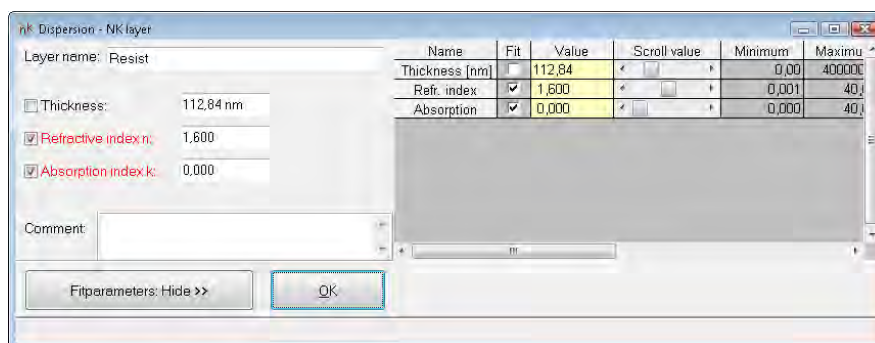 nk Dispersion - NK layer
Layer name: Resist
Thickness: 112,84 nm
Refractive index n: 1,600
Absorption index k: 0,000
Comment:
Fitparameters: Hide >>
OK
Name Fit Value Scroll value Minimum Maximu
Thickness [nm] 112,84 0,00 400000
Refr. index 1,600 0,001 40,
Absorption 0,000 0,000 40,